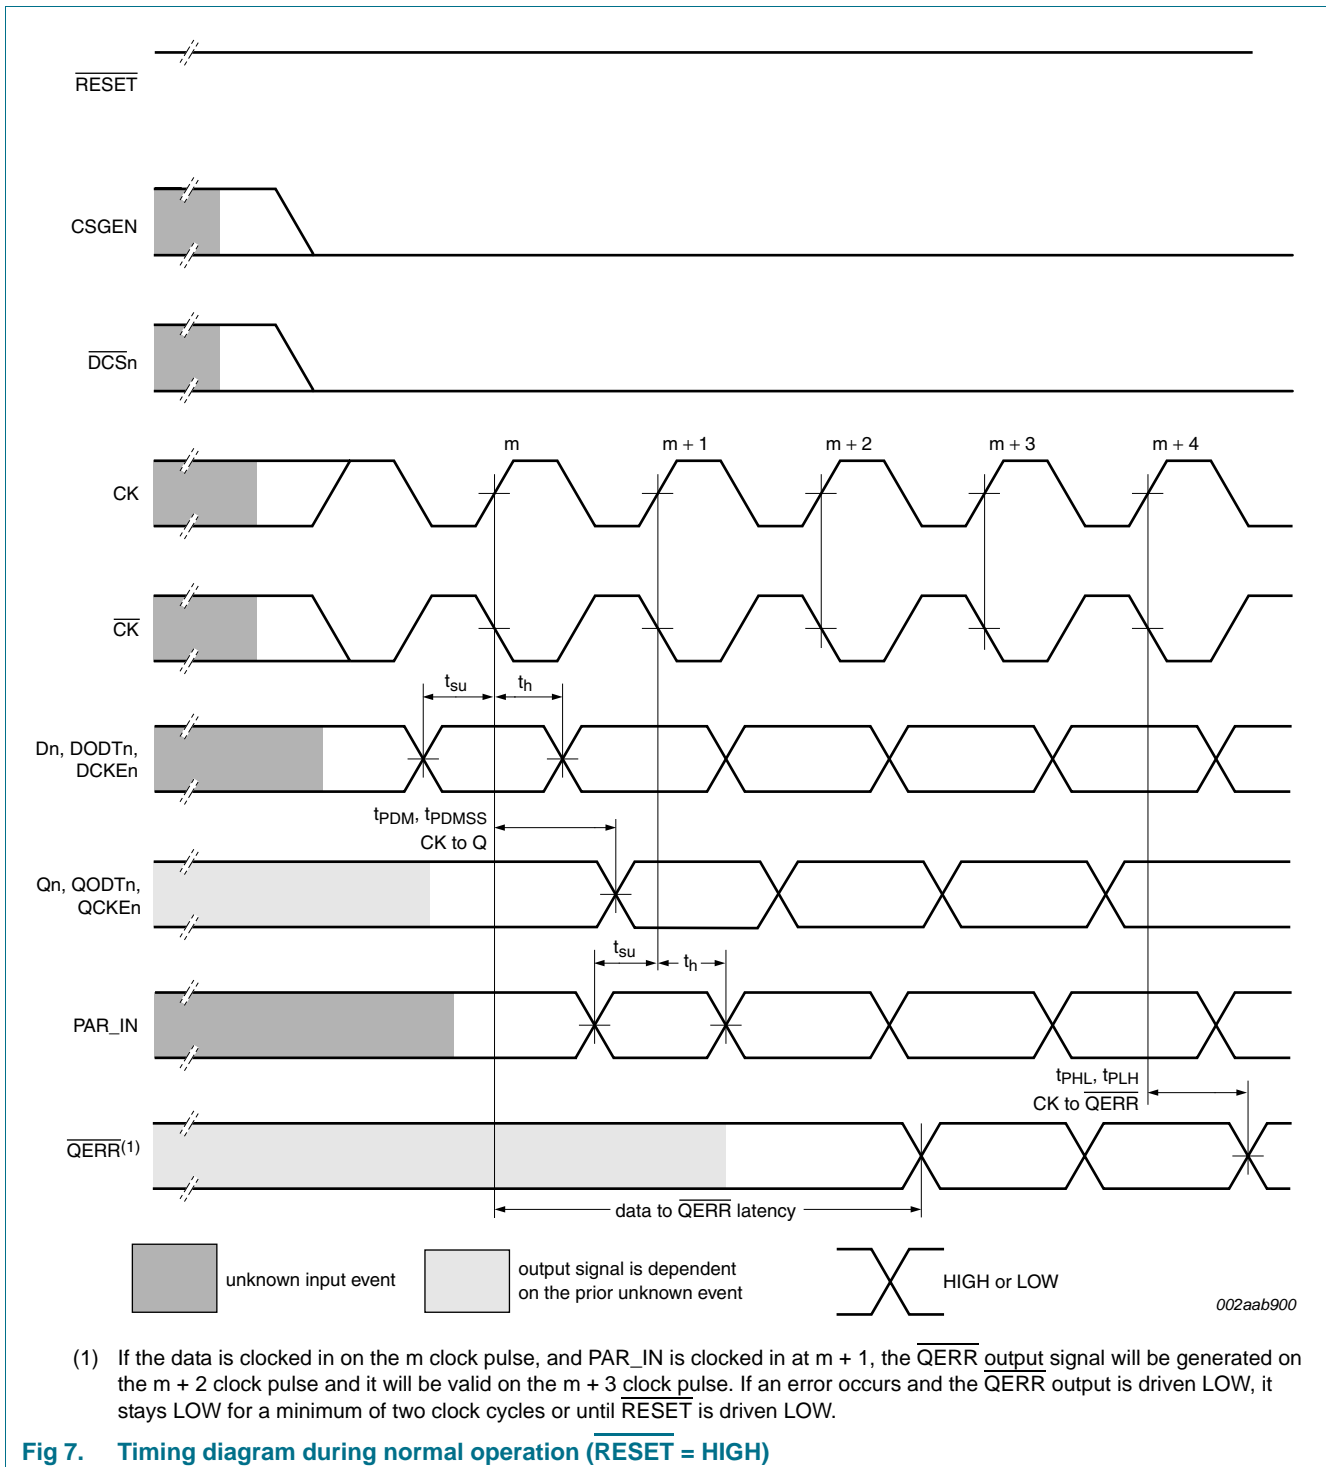 RESET
CSGEN
DCSn
m
m + 1
m + 2
m + 3
m + 4
CK
CK
tsu
th
Dn, DODTn,
DCKEn
tPDM, tPDMSS
CK to Q
Qn, QODTn,
QCKEn
tsu
th
PAR_IN
tPHL, tPLH
CK to QERR
QERR(1)
data to QERR latency
unknown input event
output signal is dependent
on the prior unknown event
HIGH or LOW
002aab900
(1) If the data is clocked in on the m clock pulse, and PAR_IN is clocked in at m + 1, the QERR output signal will be generated on
the m + 2 clock pulse and it will be valid on the m + 3 clock pulse. If an error occurs and the QERR output is driven LOW, it
stays LOW for a minimum of two clock cycles or until RESET is driven LOW.
Fig 7. Timing diagram during normal operation (RESET = HIGH)